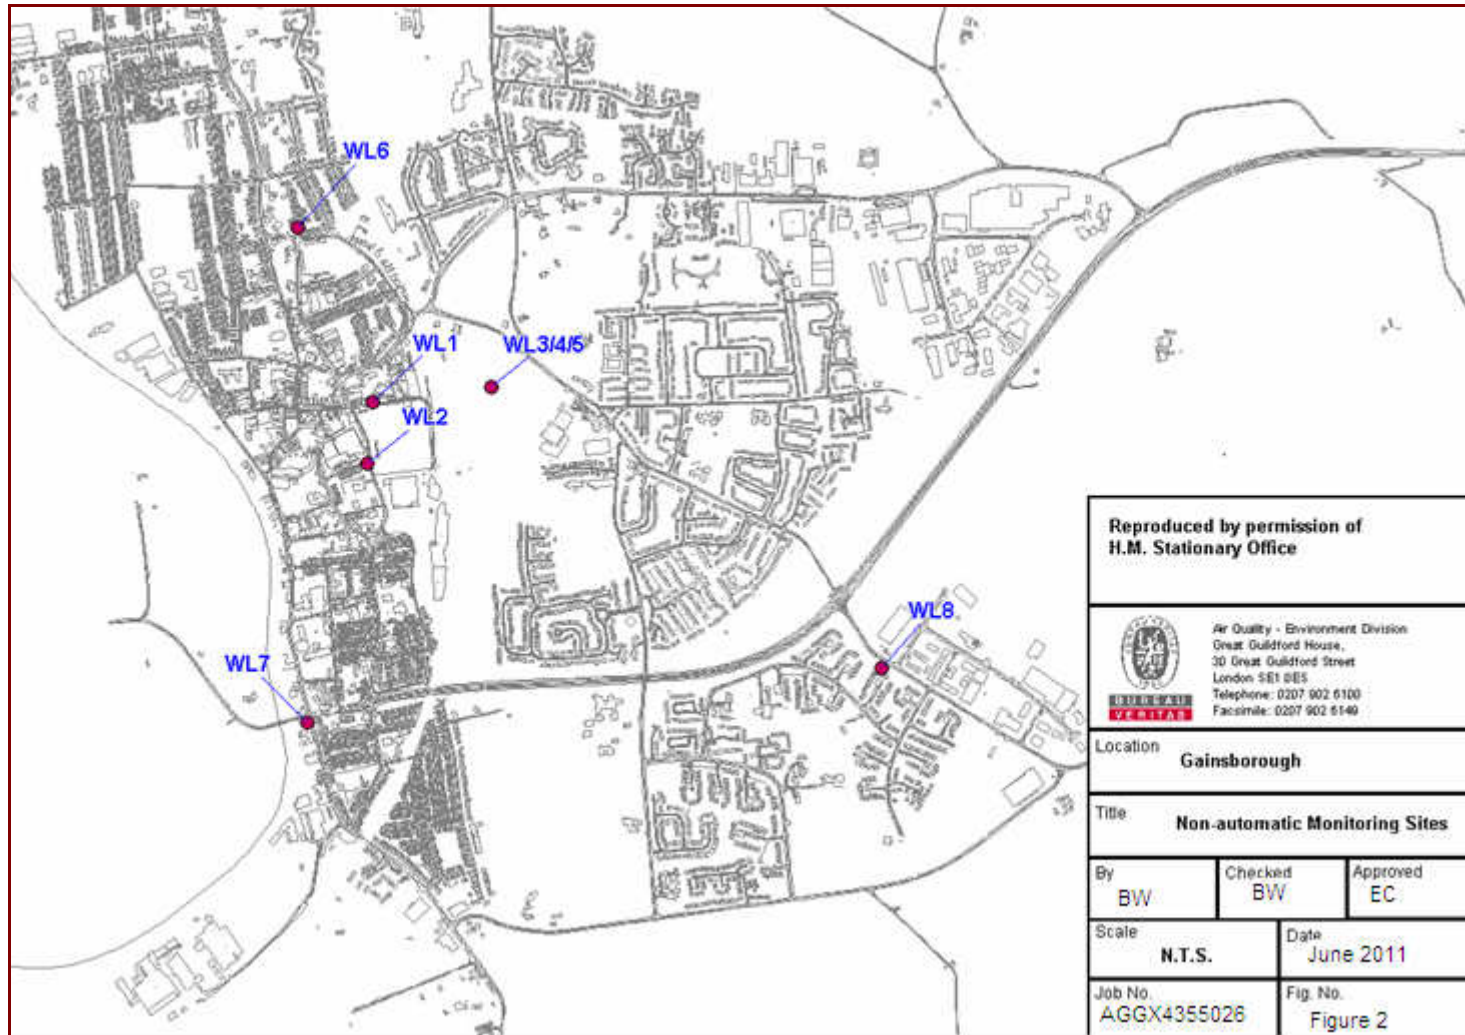 WL6
WL1
WL3/4/5
WL2
WL8
WL7
Reproduced by permission of
H.M. Stationary Office
Air Quality - Environment Division
Great Guildford House,
30 Great Guildford Street
London SE1 0ES
Telephone: 0207 902 6100
Facsimile: 0207 902 6149
BUREAU
VERITAS
Location
Gainsborough
Title
Non-automatic Monitoring Sites
By
BW
Checked
BW
Approved
EC
Scale
N.T.S.
Date
June 2011
Job No.
AGGX4355026
Fig. No.
Figure 2